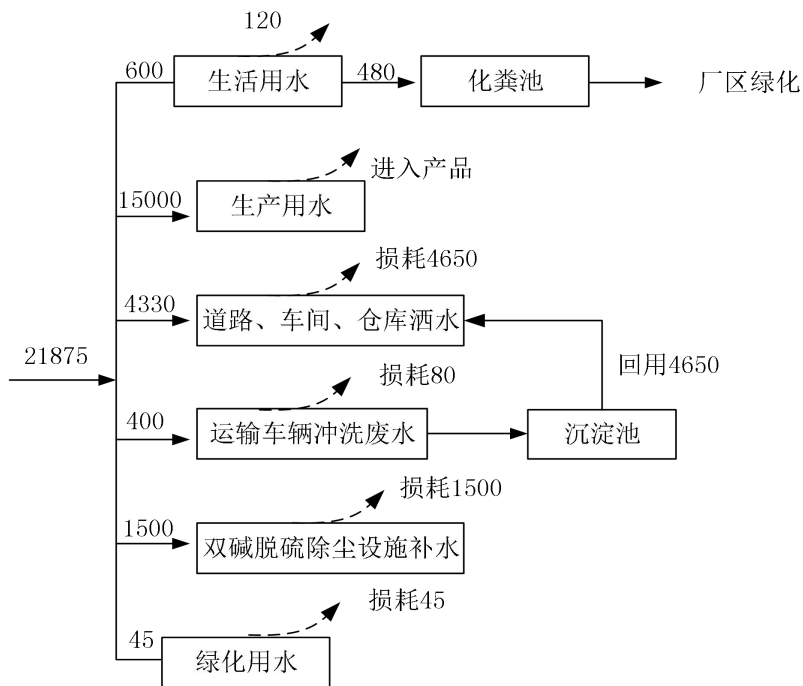 120
600
生活用水
480
化粪池
厂区绿化
15000
生产用水
进入产品
4330
道路、车间、仓库洒水
损耗4650
21875
回用4650
400
运输车辆冲洗废水
损耗80
沉淀池
1500
双碱脱硫除尘设施补水
损耗1500
45
绿化用水
损耗45